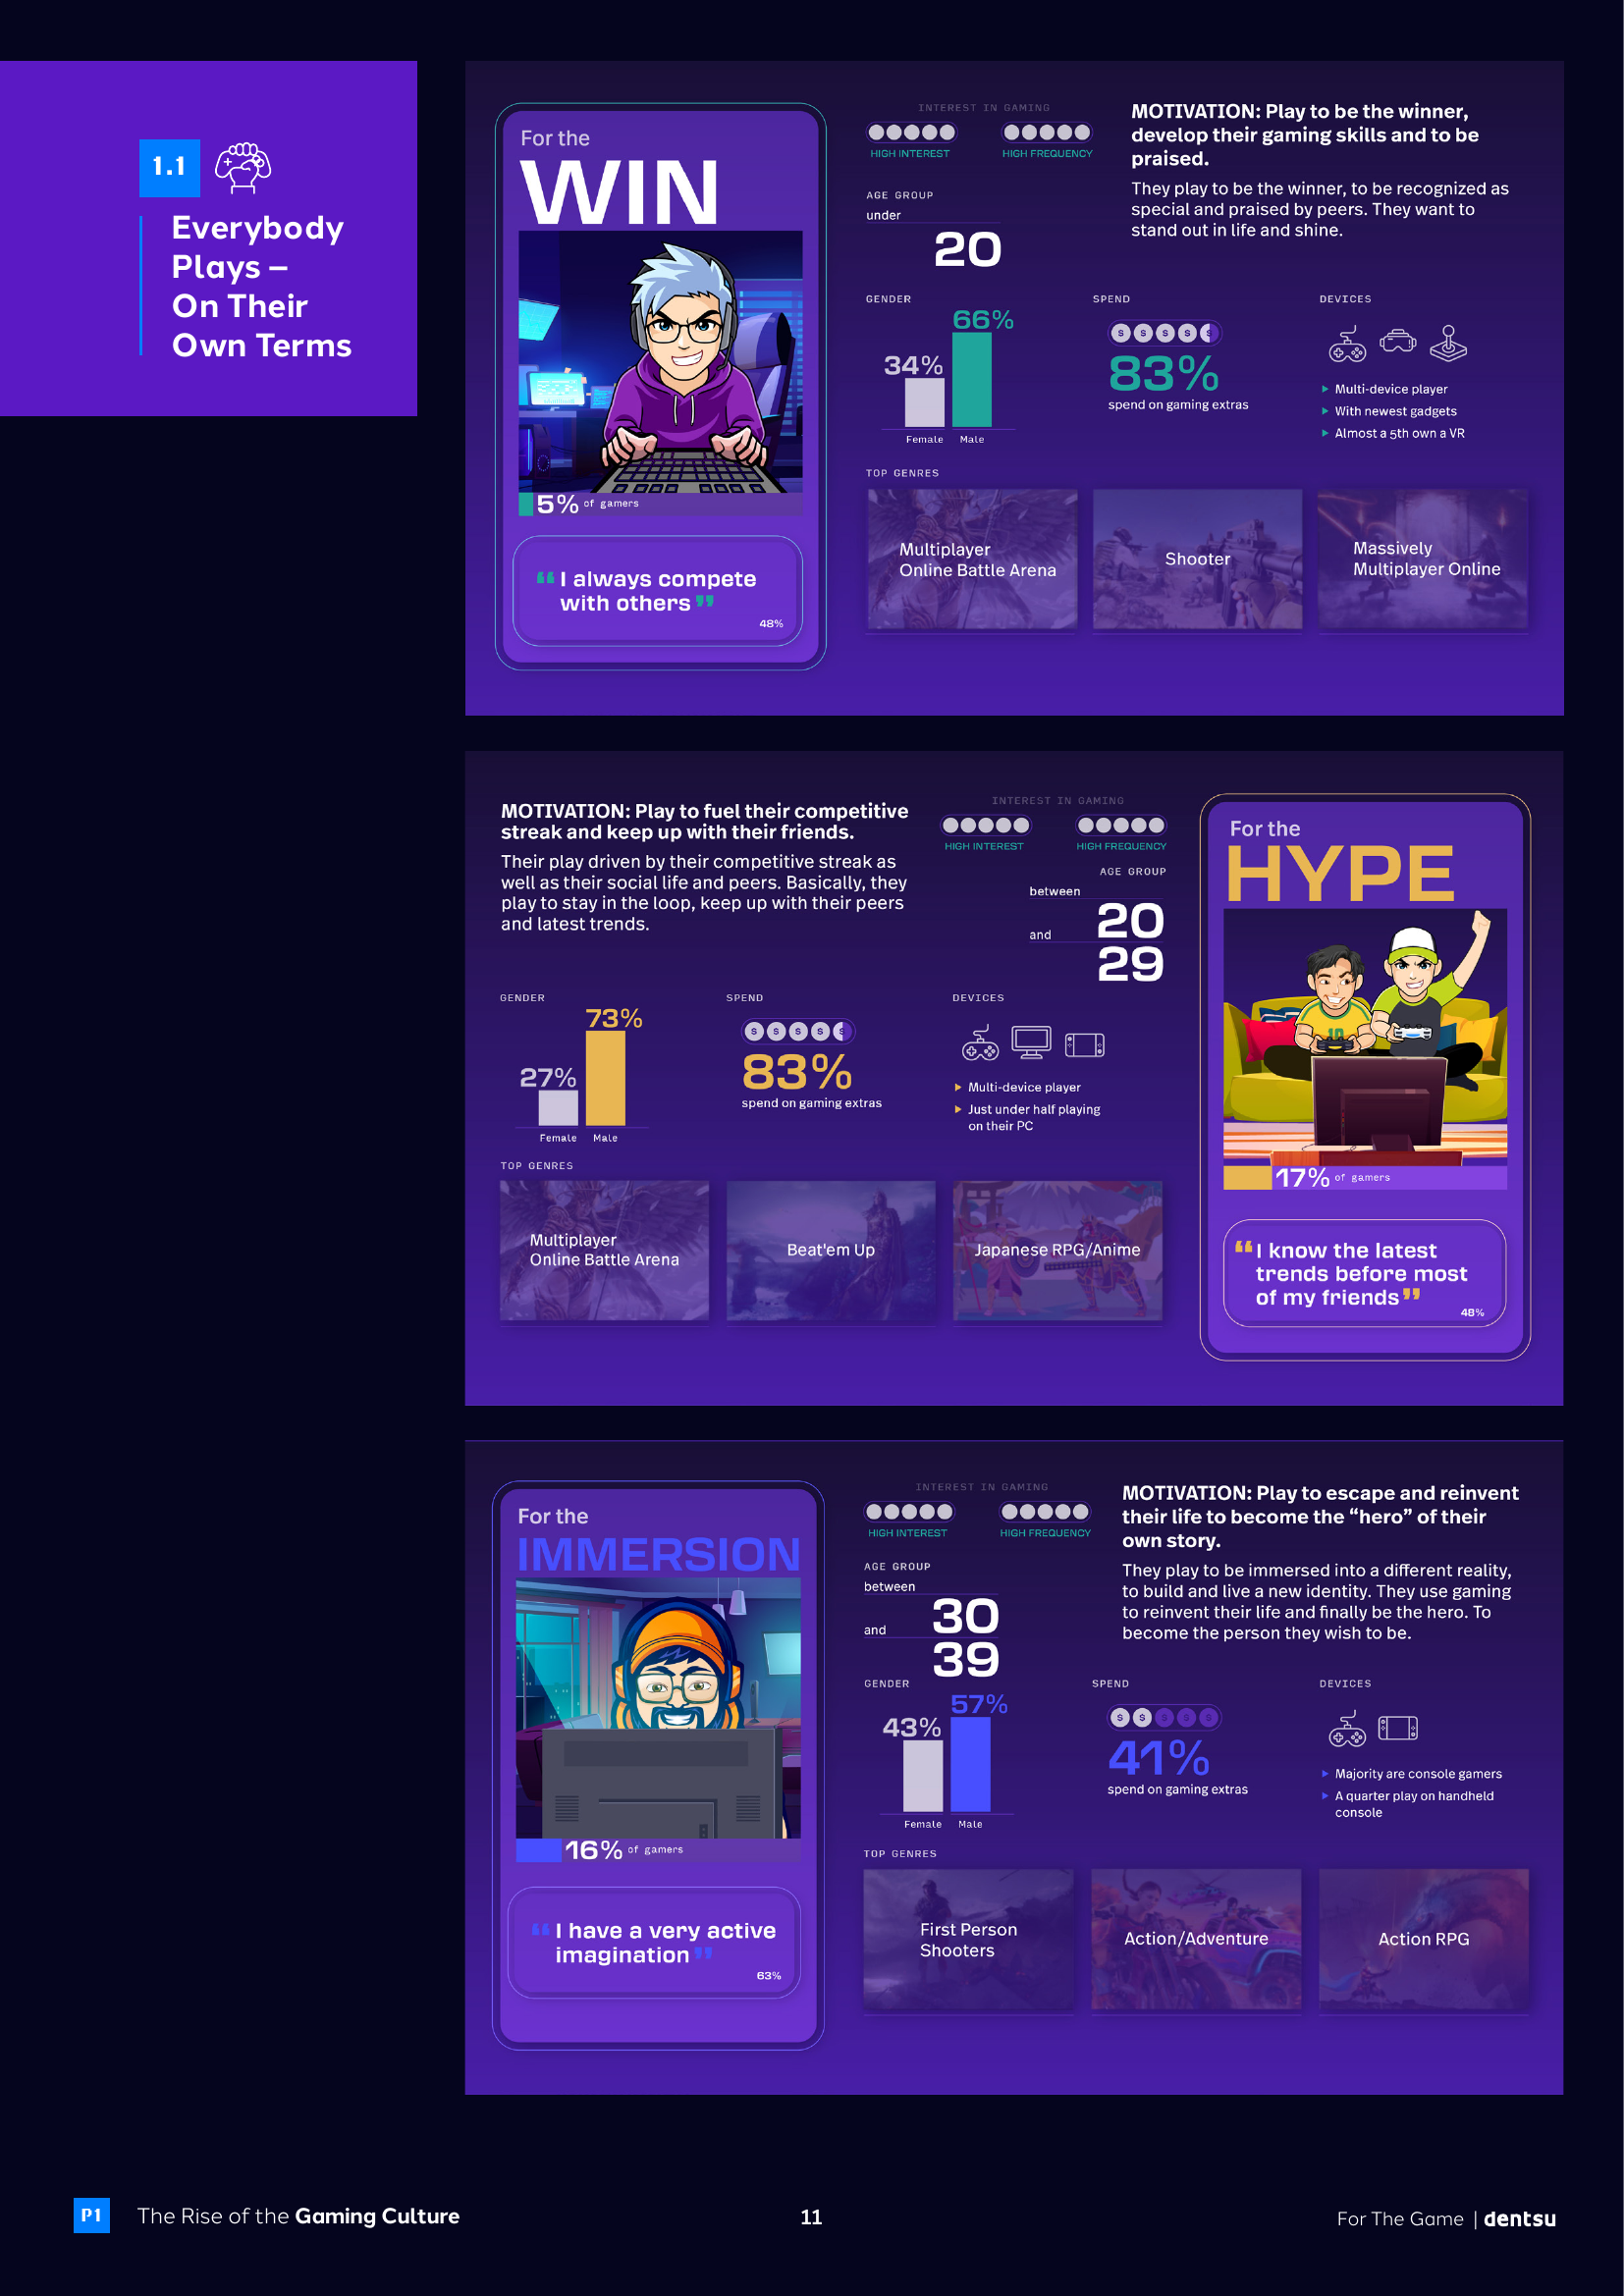 1.1
Everybody
Plays –
On Their
Own Terms
For the
WIN
5% of gamers
“ I always compete
with others ”
48%
INTEREST IN GAMING
HIGH INTEREST
HIGH FREQUENCY
AGE GROUP
under
20
MOTIVATION: Play to be the winner,
develop their gaming skills and to be
praised.
They play to be the winner, to be recognized as
special and praised by peers. They want to
stand out in life and shine.
GENDER
66%
34%
Female Male
SPEND
$ $ $ $ $
83%
spend on gaming extras
DEVICES
Multi-device player
With newest gadgets
Almost a 5th own a VR
TOP GENRES
Multiplayer
Online Battle Arena
Shooter
Massively
Multiplayer Online
MOTIVATION: Play to fuel their competitive
streak and keep up with their friends.
Their play driven by their competitive streak as
well as their social life and peers. Basically, they
play to stay in the loop, keep up with their peers
and latest trends.
INTEREST IN GAMING
HIGH INTEREST
HIGH FREQUENCY
AGE GROUP
between
20
and
29
GENDER
73%
27%
Female Male
SPEND
$ $ $ $ $
83%
spend on gaming extras
DEVICES
Multi-device player
Just under half playing
on their PC
TOP GENRES
Multiplayer
Online Battle Arena
Beat'em Up
Japanese RPG/Anime
For the
HYPE
10
17% of gamers
“ I know the latest
trends before most
of my friends ”
48%
For the
IMMERSION
16% of gamers
“ I have a very active
imagination ”
63%
INTEREST IN GAMING
HIGH INTEREST
HIGH FREQUENCY
AGE GROUP
between
30
and
39
MOTIVATION: Play to escape and reinvent
their life to become the “hero” of their
own story.
They play to be immersed into a different reality,
to build and live a new identity. They use gaming
to reinvent their life and finally be the hero. To
become the person they wish to be.
GENDER
57%
43%
Female Male
SPEND
$ $ $ $ $
41%
spend on gaming extras
DEVICES
Majority are console gamers
A quarter play on handheld
console
TOP GENRES
First Person
Shooters
Action/Adventure
Action RPG
P1
The Rise of the Gaming Culture
11
For The Game | dentsu